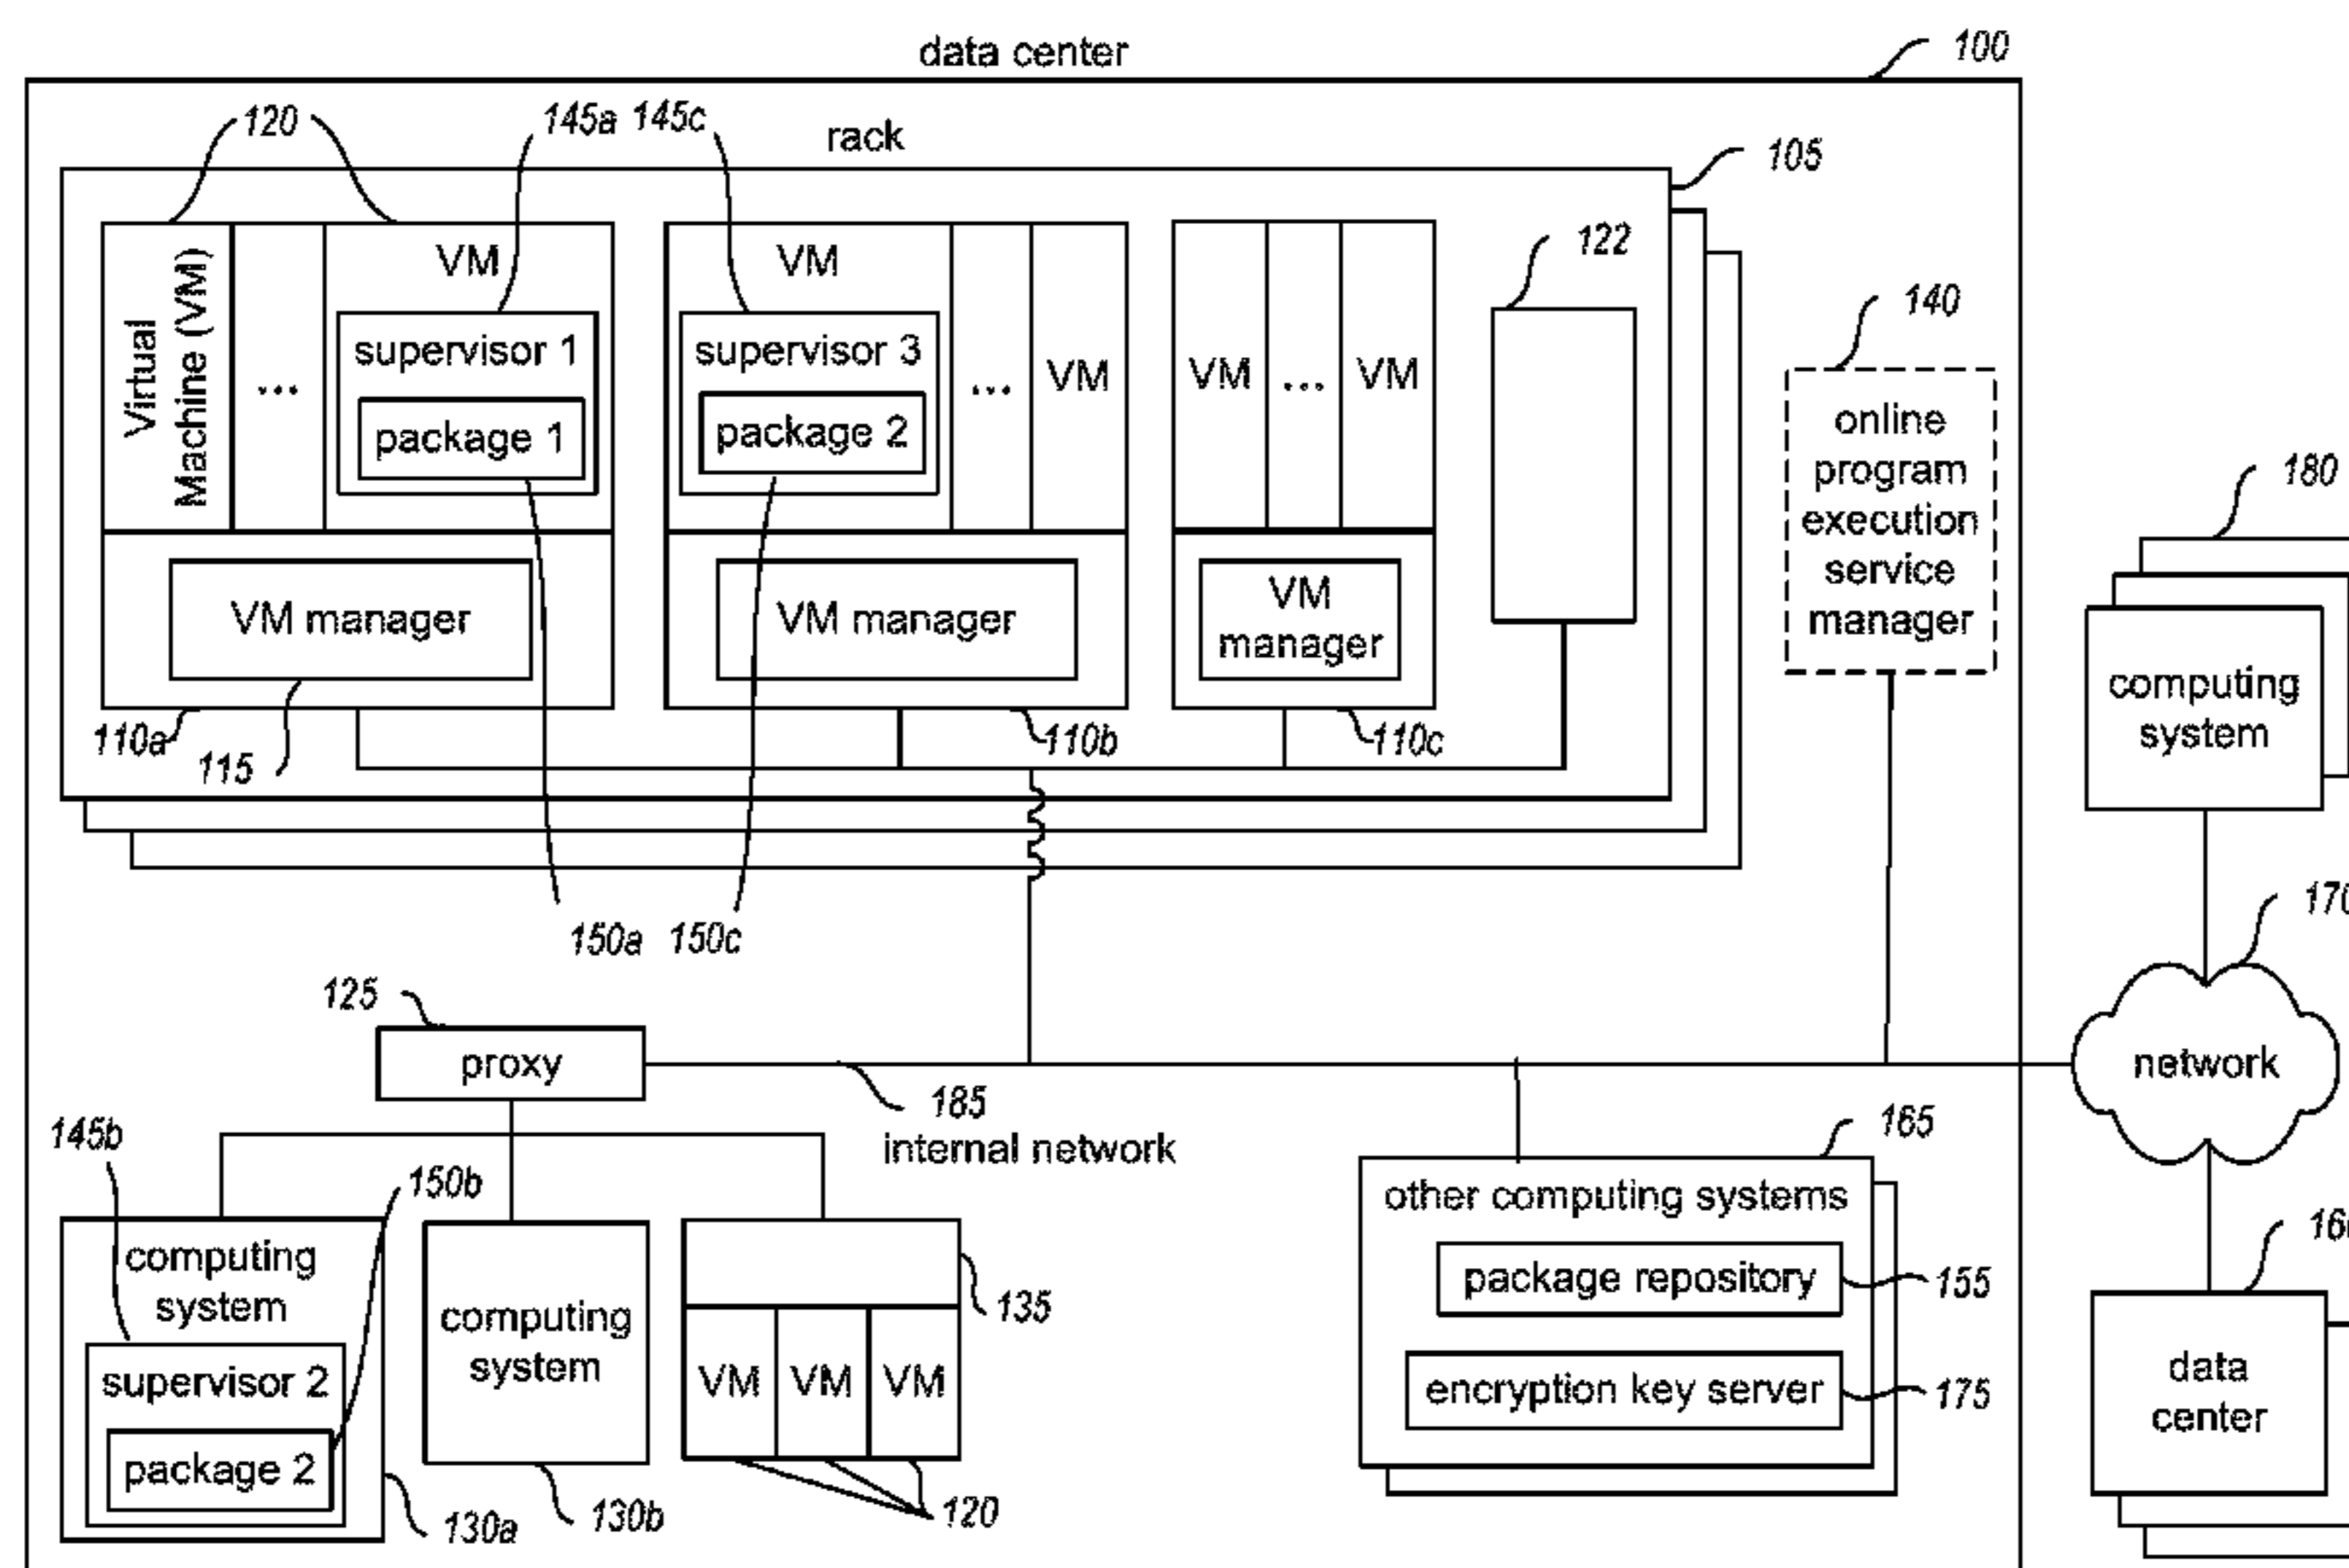 data center
100
120
145a 145c
rack
105
Virtual
Machine (VM)
...
VM
supervisor 1
package 1
VM manager
110a
115
VM
supervisor 3
package 2
...
VM
VM manager
110b
VM
...
VM
VM
manager
110c
122
140
online
program
execution
service
manager
150a 150c
180
computing
system
170
network
125
proxy
185
internal network
145b
150b
computing
system
supervisor 2
package 2
130a
computing
system
130b
135
VM VM VM
120
165
other computing systems
package repository
155
encryption key server
175
data
center